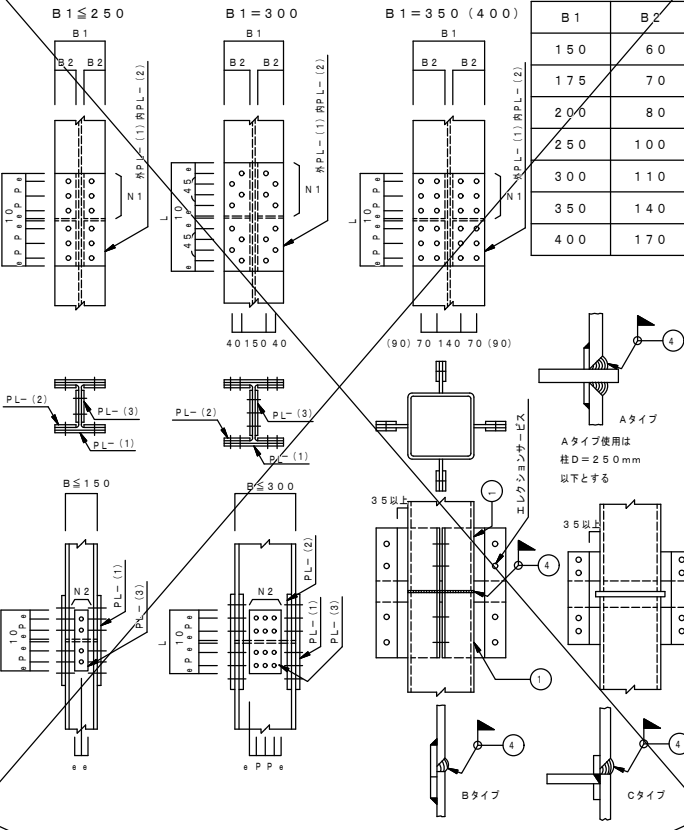 B1≦250
B1=300
B1=350(400)
B1 B2
150 60
175 70
200 80
250 100
300 110
350 140
400 170
B1
B2 B2
外PL-(1)内PL-(2)
N1
e P P e 10 e P P e
B1
B2 B2
外PL-(1)内PL-(2)
N1
L
e 45 10 45 e
40 150 40
B1
B2 B2
外PL-(1)内PL-(2)
N1
L
e P P e 10 e P P e
(90) 70 140 70 (90)
4
Aタイプ
Aタイプ使用は
柱D=250mm
以下とする
PL-(2)
PL-(3)
PL-(1)
PL-(2)
PL-(3)
PL-(1)
エレクションサービス
35以上
1
4
1
35以上
B≦150
N2
PL-(1)
PL-(3)
e P e 10 e P e
e e
B≦300
N2
PL-(2)
PL-(1)
PL-(3)
L
e P e 10 e P e
e P P e
4
Bタイプ
4
Cタイプ